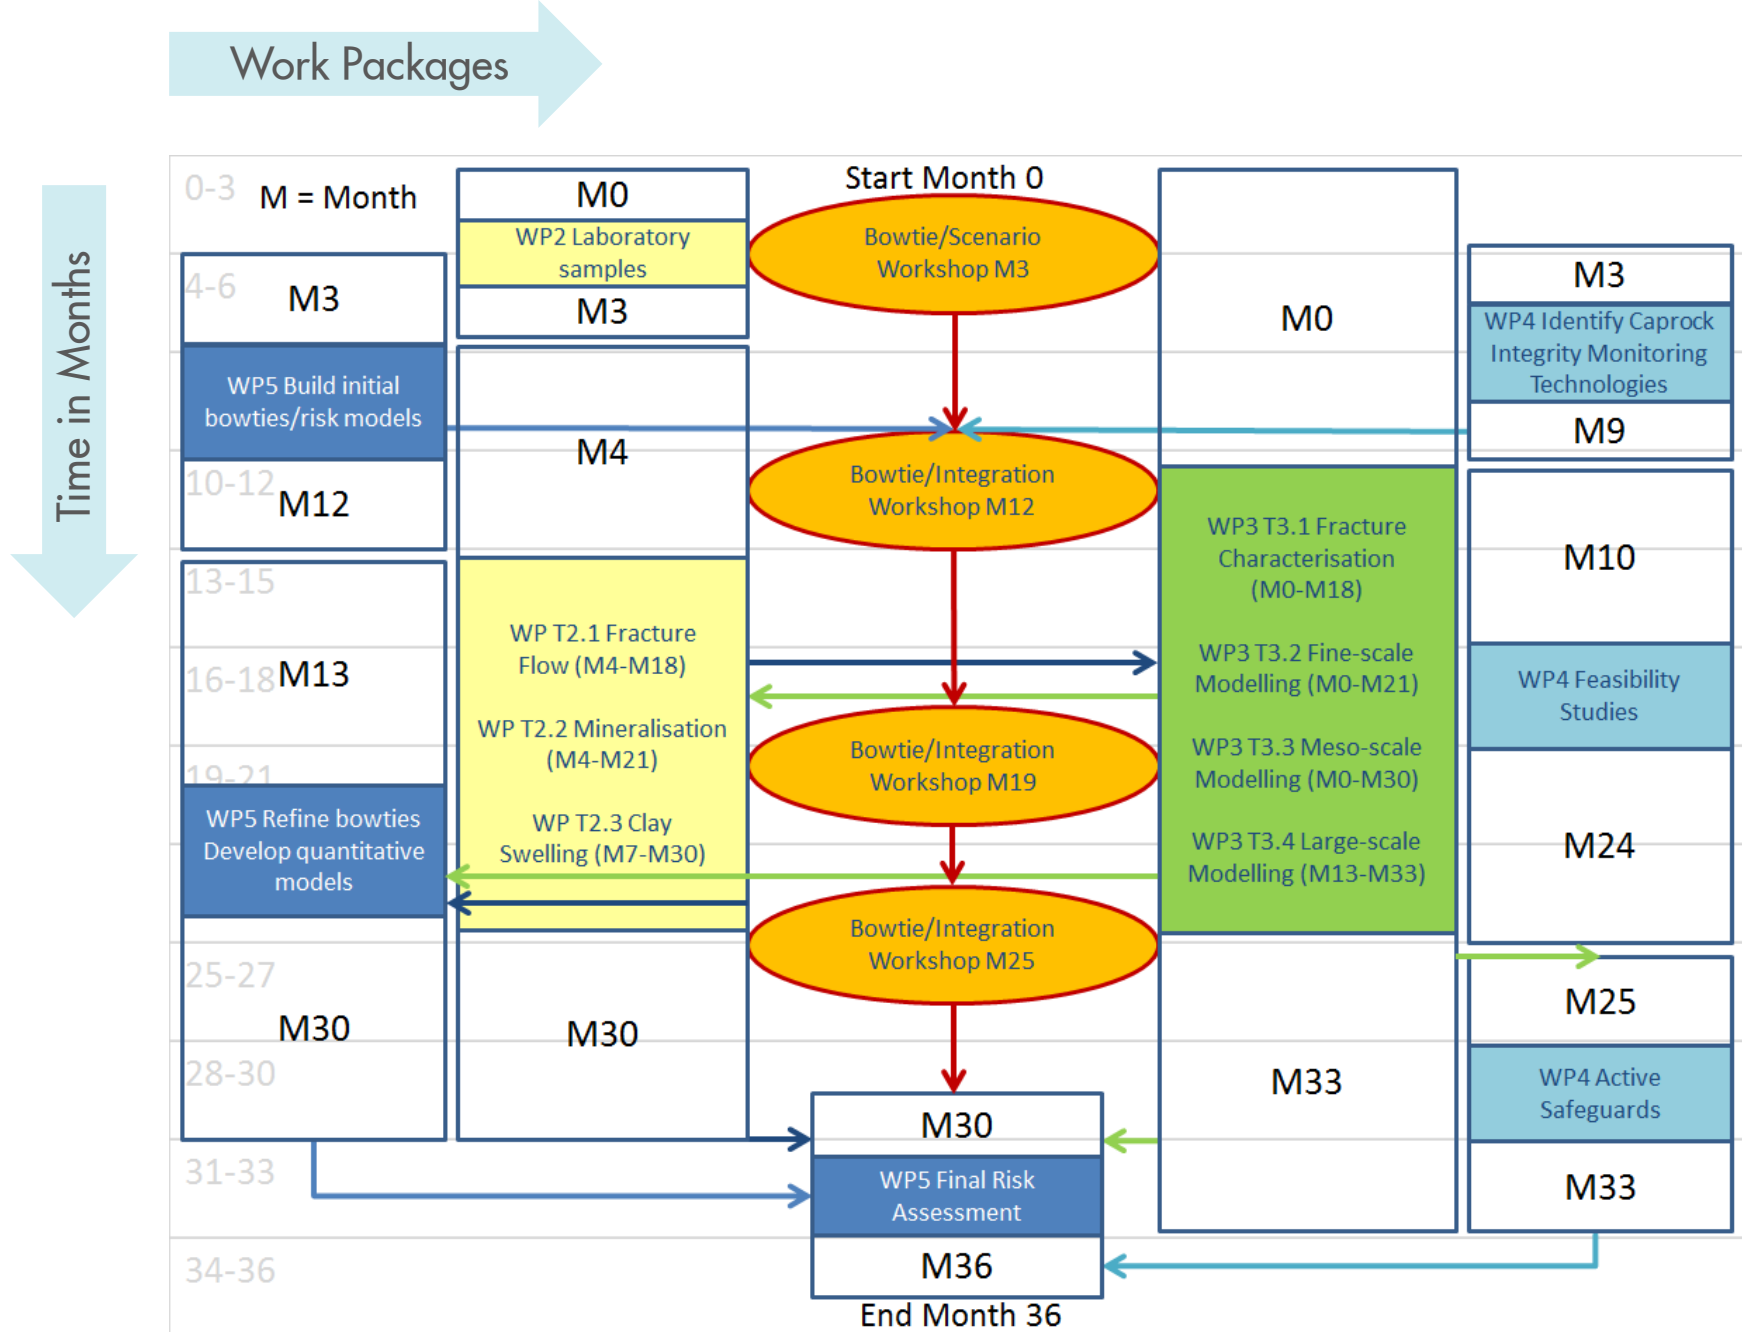 Work Packages
Time in Months
0-3
4-6
10-12
13-15
16-18
19-21
25-27
28-30
31-33
34-36
M = Month
M3
WP5 Build initial
bowties/risk models
M12
M13
WP5 Refine bowties
Develop quantitative
models
M30
M0
WP2 Laboratory
samples
M3
M4
WP T2.1 Fracture
Flow (M4-M18)
WP T2.2 Mineralisation
(M4-M21)
WP T2.3 Clay
Swelling (M7-M30)
M30
Start Month 0
Bowtie/Scenario
Workshop M3
Bowtie/Integration
Workshop M12
Bowtie/Integration
Workshop M19
Bowtie/Integration
Workshop M25
M30
WP5 Final Risk
Assessment
M36
End Month 36
M0
WP3 T3.1 Fracture
Characterisation
(M0-M18)
WP3 T3.2 Fine-scale
Modelling (M0-M21)
WP3 T3.3 Meso-scale
Modelling (M0-M30)
WP3 T3.4 Large-scale
Modelling (M13-M33)
M33
M3
WP4 Identify Caprock
Integrity Monitoring
Technologies
M9
M10
WP4 Feasibility
Studies
M24
M25
WP4 Active
Safeguards
M33